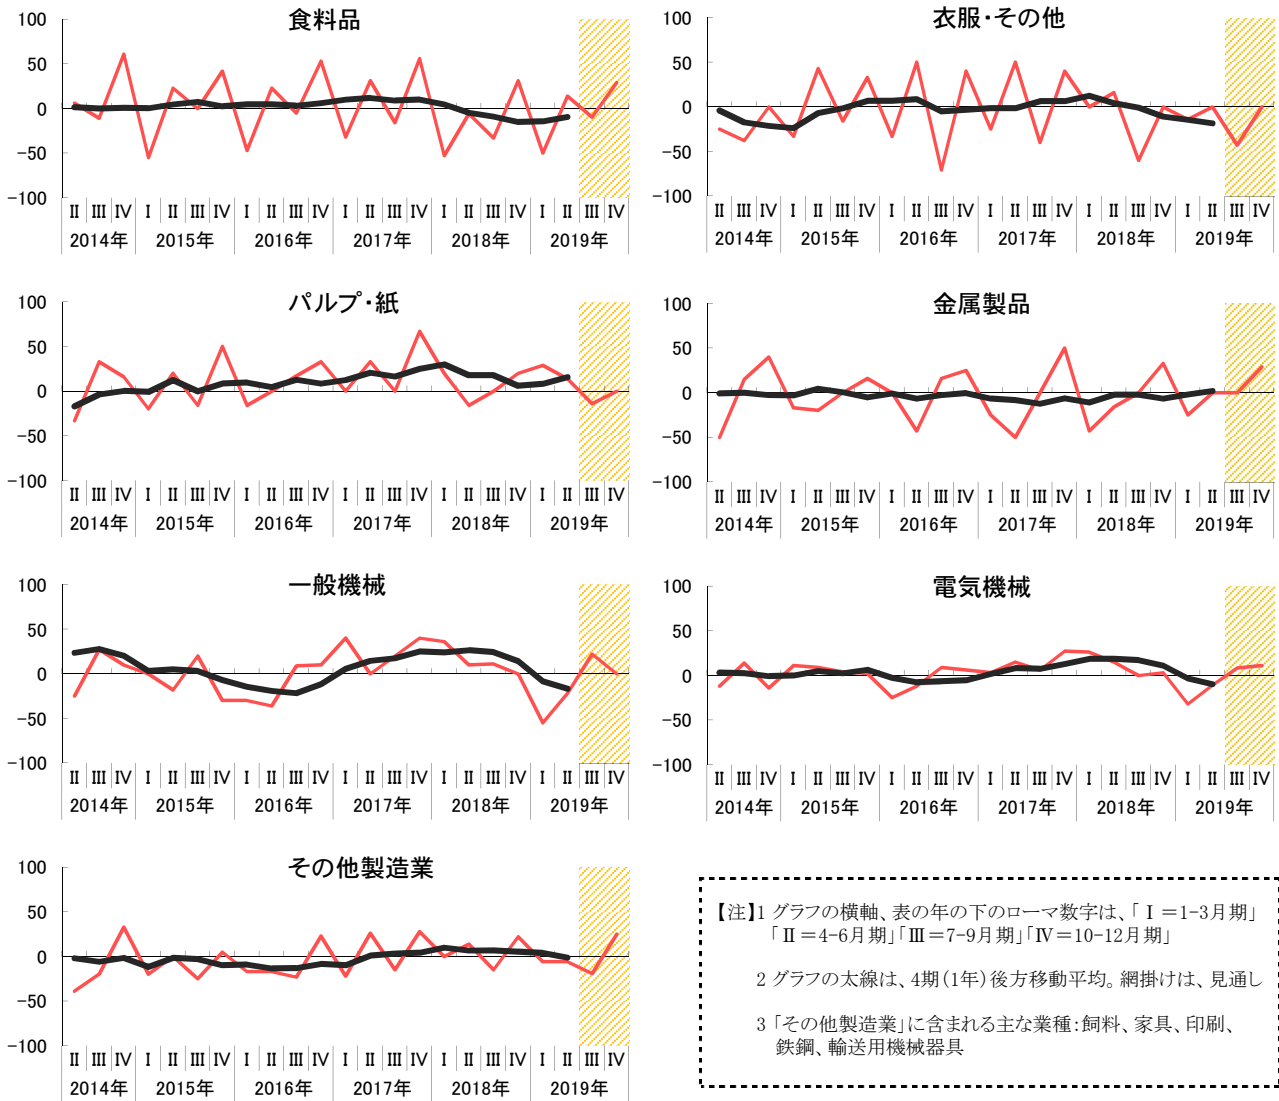 食料品
100
50
0
-50
-100
Ⅱ Ⅲ Ⅳ Ⅰ Ⅱ Ⅲ Ⅳ Ⅰ Ⅱ Ⅲ Ⅳ Ⅰ Ⅱ Ⅲ Ⅳ Ⅰ Ⅱ Ⅲ Ⅳ Ⅰ Ⅱ Ⅲ Ⅳ
2014年 2015年 2016年 2017年 2018年 2019年
衣服・その他
100
50
0
-50
-100
Ⅱ Ⅲ Ⅳ Ⅰ Ⅱ Ⅲ Ⅳ Ⅰ Ⅱ Ⅲ Ⅳ Ⅰ Ⅱ Ⅲ Ⅳ Ⅰ Ⅱ Ⅲ Ⅳ Ⅰ Ⅱ Ⅲ Ⅳ
2014年 2015年 2016年 2017年 2018年 2019年
パルプ・紙
100
50
0
-50
-100
Ⅱ Ⅲ Ⅳ Ⅰ Ⅱ Ⅲ Ⅳ Ⅰ Ⅱ Ⅲ Ⅳ Ⅰ Ⅱ Ⅲ Ⅳ Ⅰ Ⅱ Ⅲ Ⅳ Ⅰ Ⅱ Ⅲ Ⅳ
2014年 2015年 2016年 2017年 2018年 2019年
金属製品
100
50
0
-50
-100
Ⅱ Ⅲ Ⅳ Ⅰ Ⅱ Ⅲ Ⅳ Ⅰ Ⅱ Ⅲ Ⅳ Ⅰ Ⅱ Ⅲ Ⅳ Ⅰ Ⅱ Ⅲ Ⅳ Ⅰ Ⅱ Ⅲ Ⅳ
2014年 2015年 2016年 2017年 2018年 2019年
一般機械
100
50
0
-50
-100
Ⅱ Ⅲ Ⅳ Ⅰ Ⅱ Ⅲ Ⅳ Ⅰ Ⅱ Ⅲ Ⅳ Ⅰ Ⅱ Ⅲ Ⅳ Ⅰ Ⅱ Ⅲ Ⅳ Ⅰ Ⅱ Ⅲ Ⅳ
2014年 2015年 2016年 2017年 2018年 2019年
電気機械
100
50
0
-50
-100
Ⅱ Ⅲ Ⅳ Ⅰ Ⅱ Ⅲ Ⅳ Ⅰ Ⅱ Ⅲ Ⅳ Ⅰ Ⅱ Ⅲ Ⅳ Ⅰ Ⅱ Ⅲ Ⅳ Ⅰ Ⅱ Ⅲ Ⅳ
2014年 2015年 2016年 2017年 2018年 2019年
その他製造業
100
50
0
-50
-100
Ⅱ Ⅲ Ⅳ Ⅰ Ⅱ Ⅲ Ⅳ Ⅰ Ⅱ Ⅲ Ⅳ Ⅰ Ⅱ Ⅲ Ⅳ Ⅰ Ⅱ Ⅲ Ⅳ Ⅰ Ⅱ Ⅲ Ⅳ
2014年 2015年 2016年 2017年 2018年 2019年
【注】1 グラフの横軸、表の年の下のローマ数字は、「Ⅰ=1-3月期」
「Ⅱ=4-6月期」「Ⅲ=7-9月期」「Ⅳ=10-12月期」
2 グラフの太線は、4期(1年)後方移動平均。網掛けは、見通し
3 「その他製造業」に含まれる主な業種:飼料、家具、印刷、
鉄鋼、輸送用機械器具